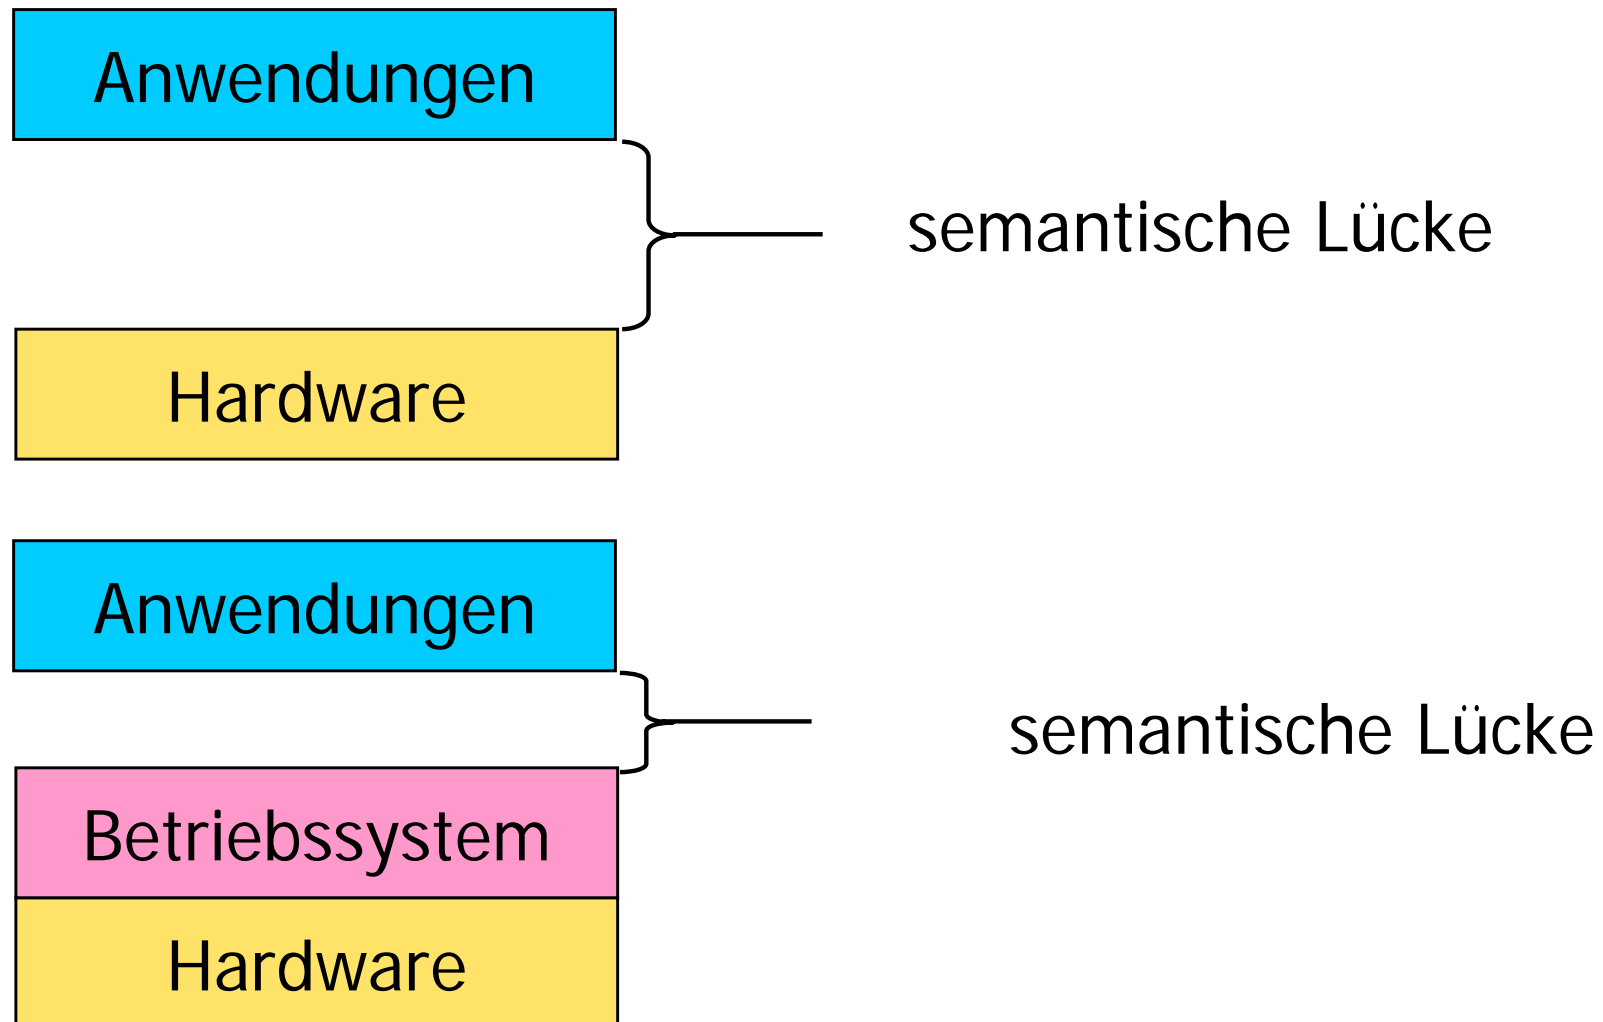 Anwendungen
semantische Lücke
Hardware
Anwendungen
semantische Lücke
Betriebssystem
Hardware